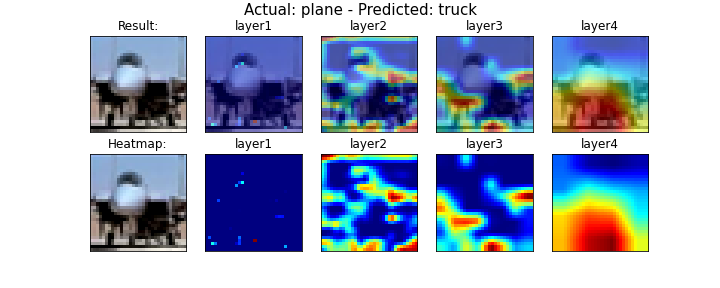 Actual: plane - Predicted: truck
Result: layer1 layer2 layer3 layer4
Heatmap: layer1 layer2 layer3 layer4